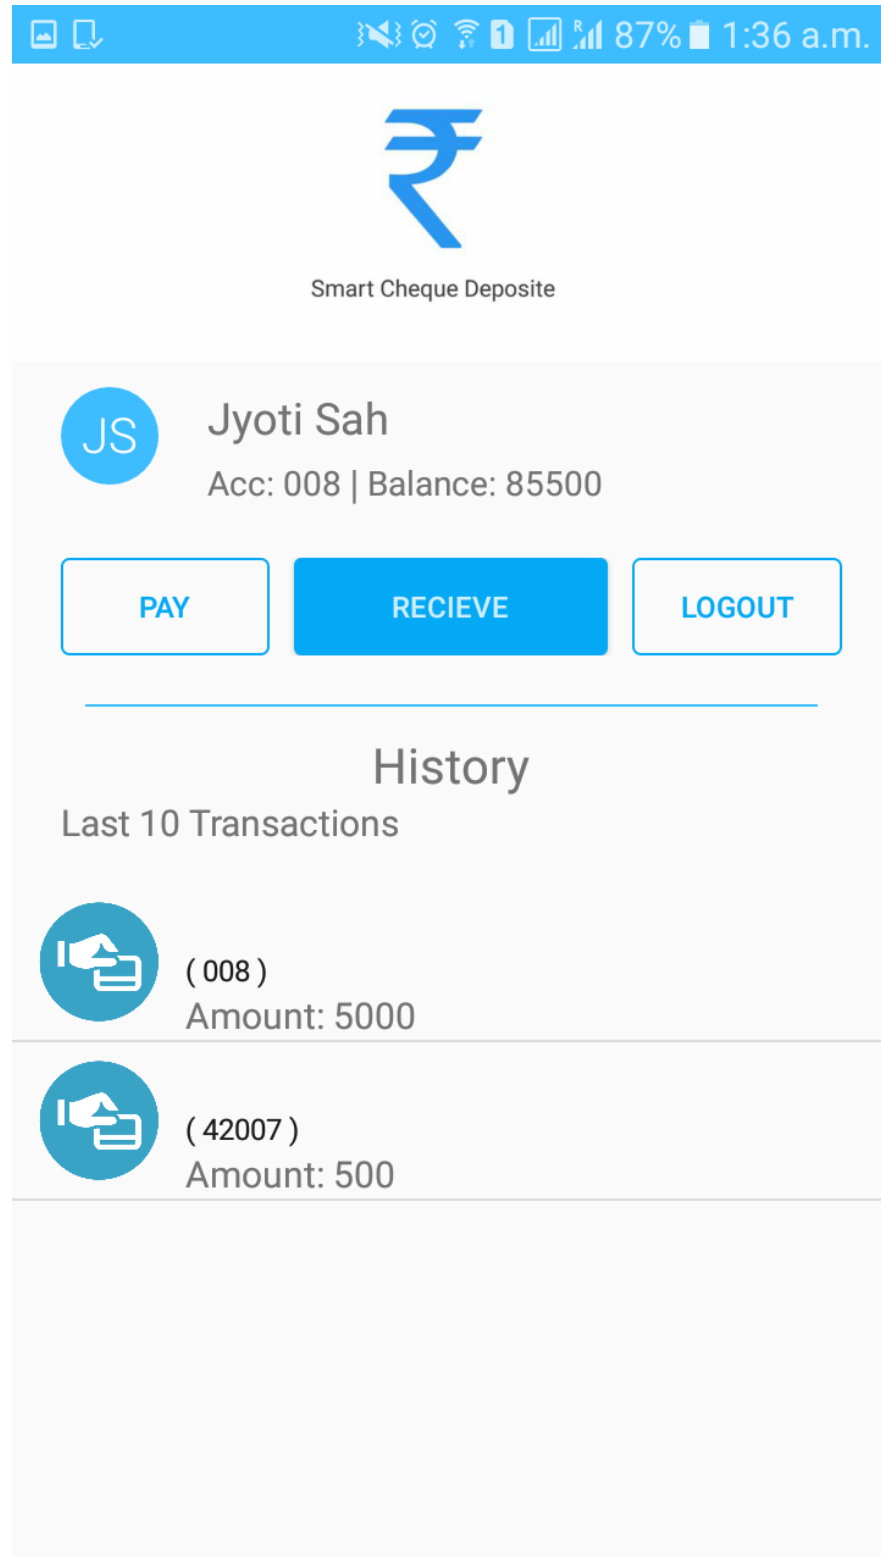 1 R 87% 1:36 a.m.
₹
Smart Cheque Deposite
JS
Jyoti Sah
Acc: 008 | Balance: 85500
PAY RECIEVE LOGOUT
History
Last 10 Transactions
( 008 )
Amount: 5000
( 42007 )
Amount: 500